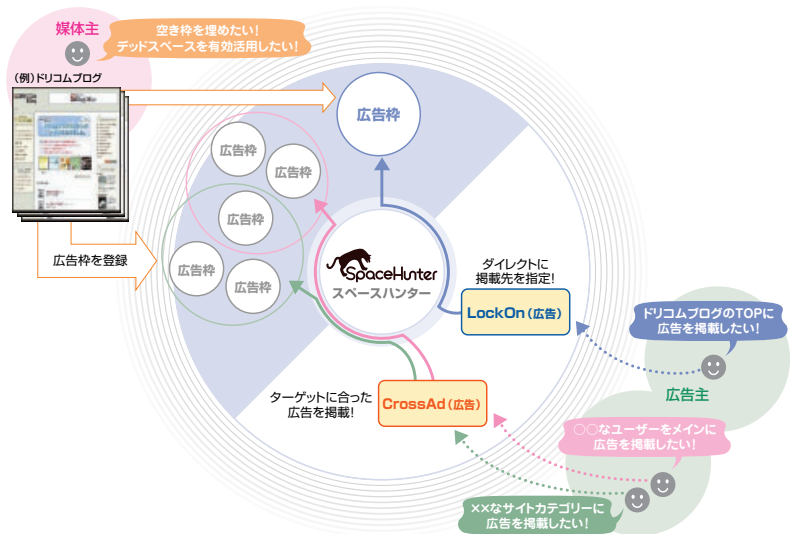 媒体主
空き枠を埋めたい!
デッドスペースを有効活用したい!
(例)ドリコムブログ
広告枠
広告枠
広告枠
広告枠
広告枠
広告枠
広告枠を登録
SpaceHunter
スペースハンター
ダイレクトに
掲載先を指定!
LockOn(広告)
ドリコムブログのTOPに
広告を掲載したい!
広告主
ターゲットに合った
広告を掲載!
CrossAd(広告)
○○なユーザーをメインに
広告を掲載したい!
××なサイトカテゴリーに
広告を掲載したい!